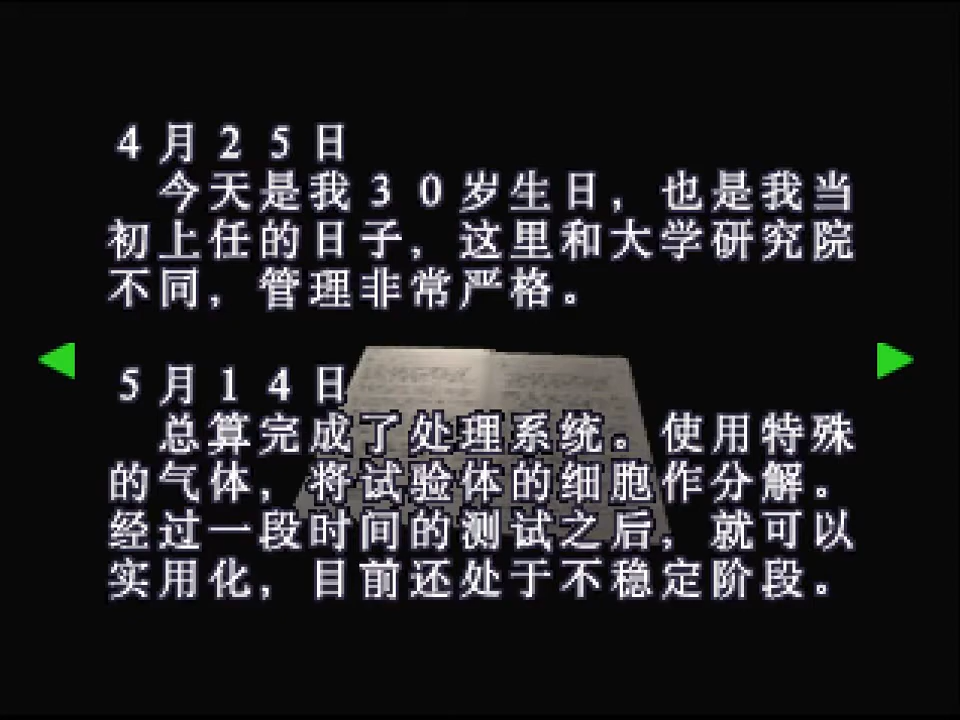 4月25日
今天是我30岁生日，也是我当
初上任的日子，这里和大学研究院
不同，管理非常严格。
5月14日
总算完成了处理系统。使用特殊
的气体，将试验体的细胞作分解。
经过一段时间的测试之后，就可以
实用化，目前还处于不稳定阶段。